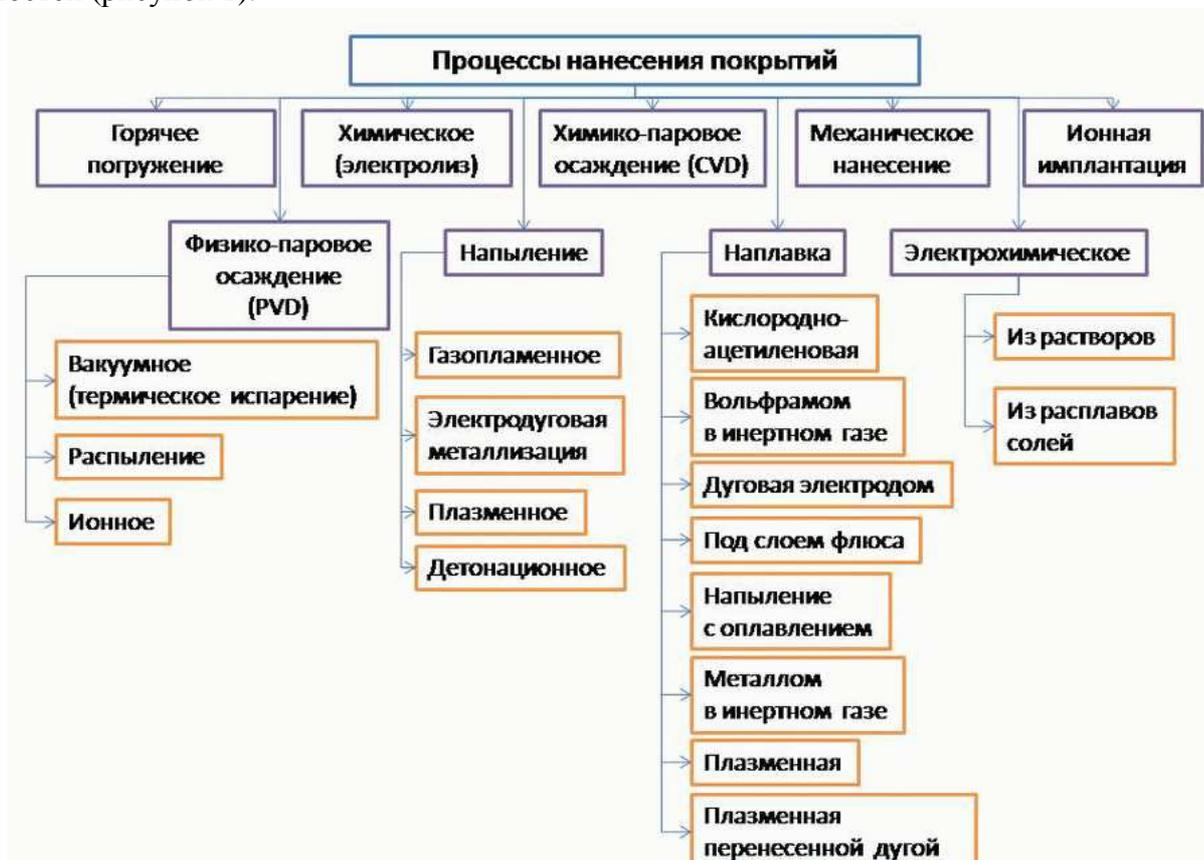 (рисунок 1).
Процессы нанесения покрытий
Горячее
погружение
Химическое
(электролиз)
Химико-паровое
осаждение (CVD)
Механическое
нанесение
Ионная
имплантация
Физико-паровое
осаждение
(PVD)
Напыление
Наплавка
Электрохимическое
Вакуумное
(термическое испарение)
Распыление
Ионное
Газопламенное
Электродуговая
металлизация
Плазменное
Детонационное
Кислородно-
ацетиленовая
Вольфрамом
в инертном газе
Дуговая электродом
Под слоем флюса
Напыление
с оплавлением
Металлом
в инертном газе
Плазменная
Плазменная
перенесенной дугой
Из растворов
Из расплавов
солей